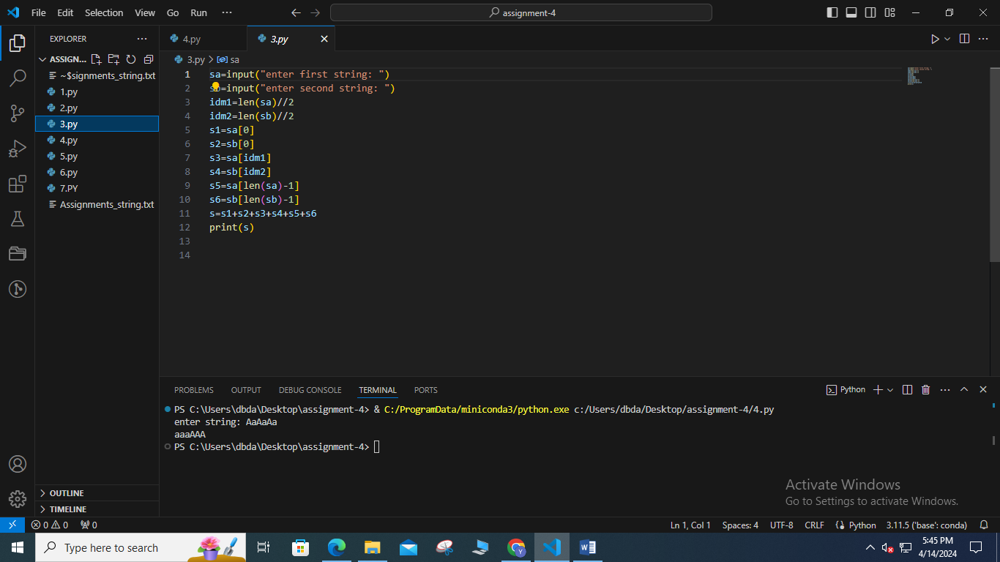 File Edit Selection View Go Run ··· assignment-4
EXPLORER ···
ASSIGN...
~$signments_string.txt
1.py
2.py
3.py
4.py
5.py
6.py
7.PY
Assignments_string.txt
OUTLINE
TIMELINE
4.py 3.py
3.py > sa
1 sa=input("enter first string: ")
2 sb=input("enter second string: ")
3 idm1=len(sa)//2
4 idm2=len(sb)//2
5 s1=sa[0]
6 s2=sb[0]
7 s3=sa[idm1]
8 s4=sb[idm2]
9 s5=sa[len(sa)-1]
10 s6=sb[len(sb)-1]
11 s=s1+s2+s3+s4+s5+s6
12 print(s)
13
14
PROBLEMS OUTPUT DEBUG CONSOLE TERMINAL PORTS Python
PS C:\Users\dbda\Desktop\assignment-4> & C:/ProgramData/miniconda3/python.exe c:/Users/dbda/Desktop/assignment-4/4.py
enter string: AaAaAa
aaaAAA
PS C:\Users\dbda\Desktop\assignment-4>
Activate Windows
Go to Settings to activate Windows.
0 0 0 Ln 1, Col 1 Spaces: 4 UTF-8 CRLF Python 3.11.5 ('base': conda)
Type here to search
5:45 PM
4/14/2024